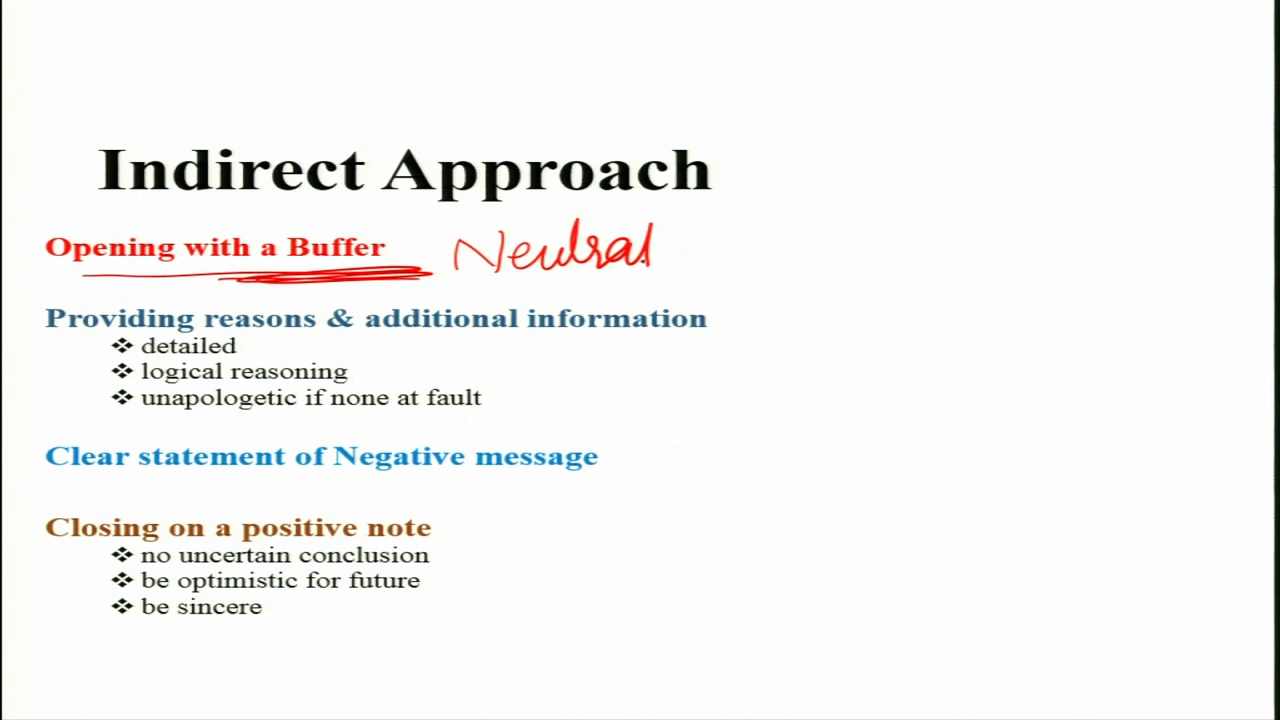 Indirect Approach
Opening with a Buffer Neutral
Providing reasons & additional information
❖ detailed
❖ logical reasoning
❖ unapologetic if none at fault
Clear statement of Negative message
Closing on a positive note
❖ no uncertain conclusion
❖ be optimistic for future
❖ be sincere